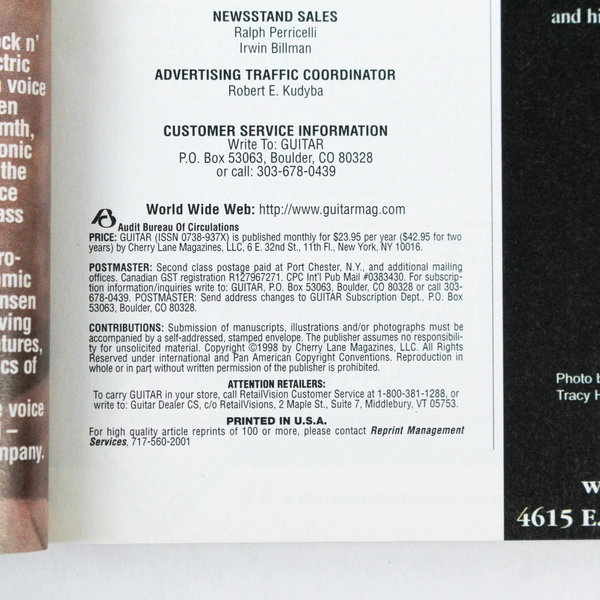 ck n'
ctric
voice
en
mth,
onic
the
ce
ass
ro-
amic
nsen
ving
atures,
cs of
e voice
l –
mpany.
NEWSSTAND SALES
Ralph Perricelli
Irwin Billman
ADVERTISING TRAFFIC COORDINATOR
Robert E. Kudyba
CUSTOMER SERVICE INFORMATION
Write To: GUITAR
P.O. Box 53063, Boulder, CO 80328
or call: 303-678-0439
World Wide Web: http://www.guitarmag.com
Audit Bureau Of Circulations
PRICE: GUITAR (ISSN 0738-937X) is published monthly for $23.95 per year ($42.95 for two
years) by Cherry Lane Magazines, LLC, 6 E. 32nd St., 11th Fl., New York, NY 10016.
POSTMASTER: Second class postage paid at Port Chester, N.Y., and additional mailing
offices. Canadian GST registration R127967271. CPC Int'l Pub Mail #0383430. For subscrip-
tion information/inquiries write to: GUITAR, P.O. Box 53063, Boulder, CO 80328 or call 303-
678-0439. POSTMASTER: Send address changes to GUITAR Subscription Dept., P.O. Box
53063, Boulder, CO 80328.
CONTRIBUTIONS: Submission of manuscripts, illustrations and/or photographs must be
accompanied by a self-addressed, stamped envelope. The publisher assumes no responsibili-
ty for unsolicited material. Copyright ©1998 by Cherry Lane Magazines, LLC. All Rights
Reserved under international and Pan American Copyright Conventions. Reproduction in
whole or in part without written permission of the publisher is prohibited.
ATTENTION RETAILERS:
To carry GUITAR in your store, call RetailVision Customer Service at 1-800-381-1288, or
write to: Guitar Dealer CS, c/o RetailVisions, 2 Maple St., Suite 7, Middlebury, VT 05753.
PRINTED IN U.S.A.
For high quality article reprints of 100 or more, please contact Reprint Management
Services, 717-560-2001
and hi
Photo b
Tracy H
w
4615 E.